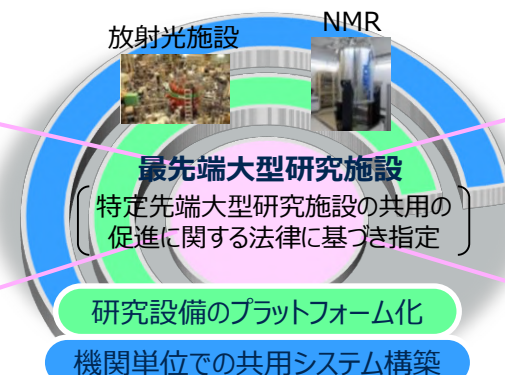 放射光施設
NMR
最先端大型研究施設
特定先端大型研究施設の共用の
促進に関する法律に基づき指定
研究設備のプラットフォーム化
機関単位での共用システム構築